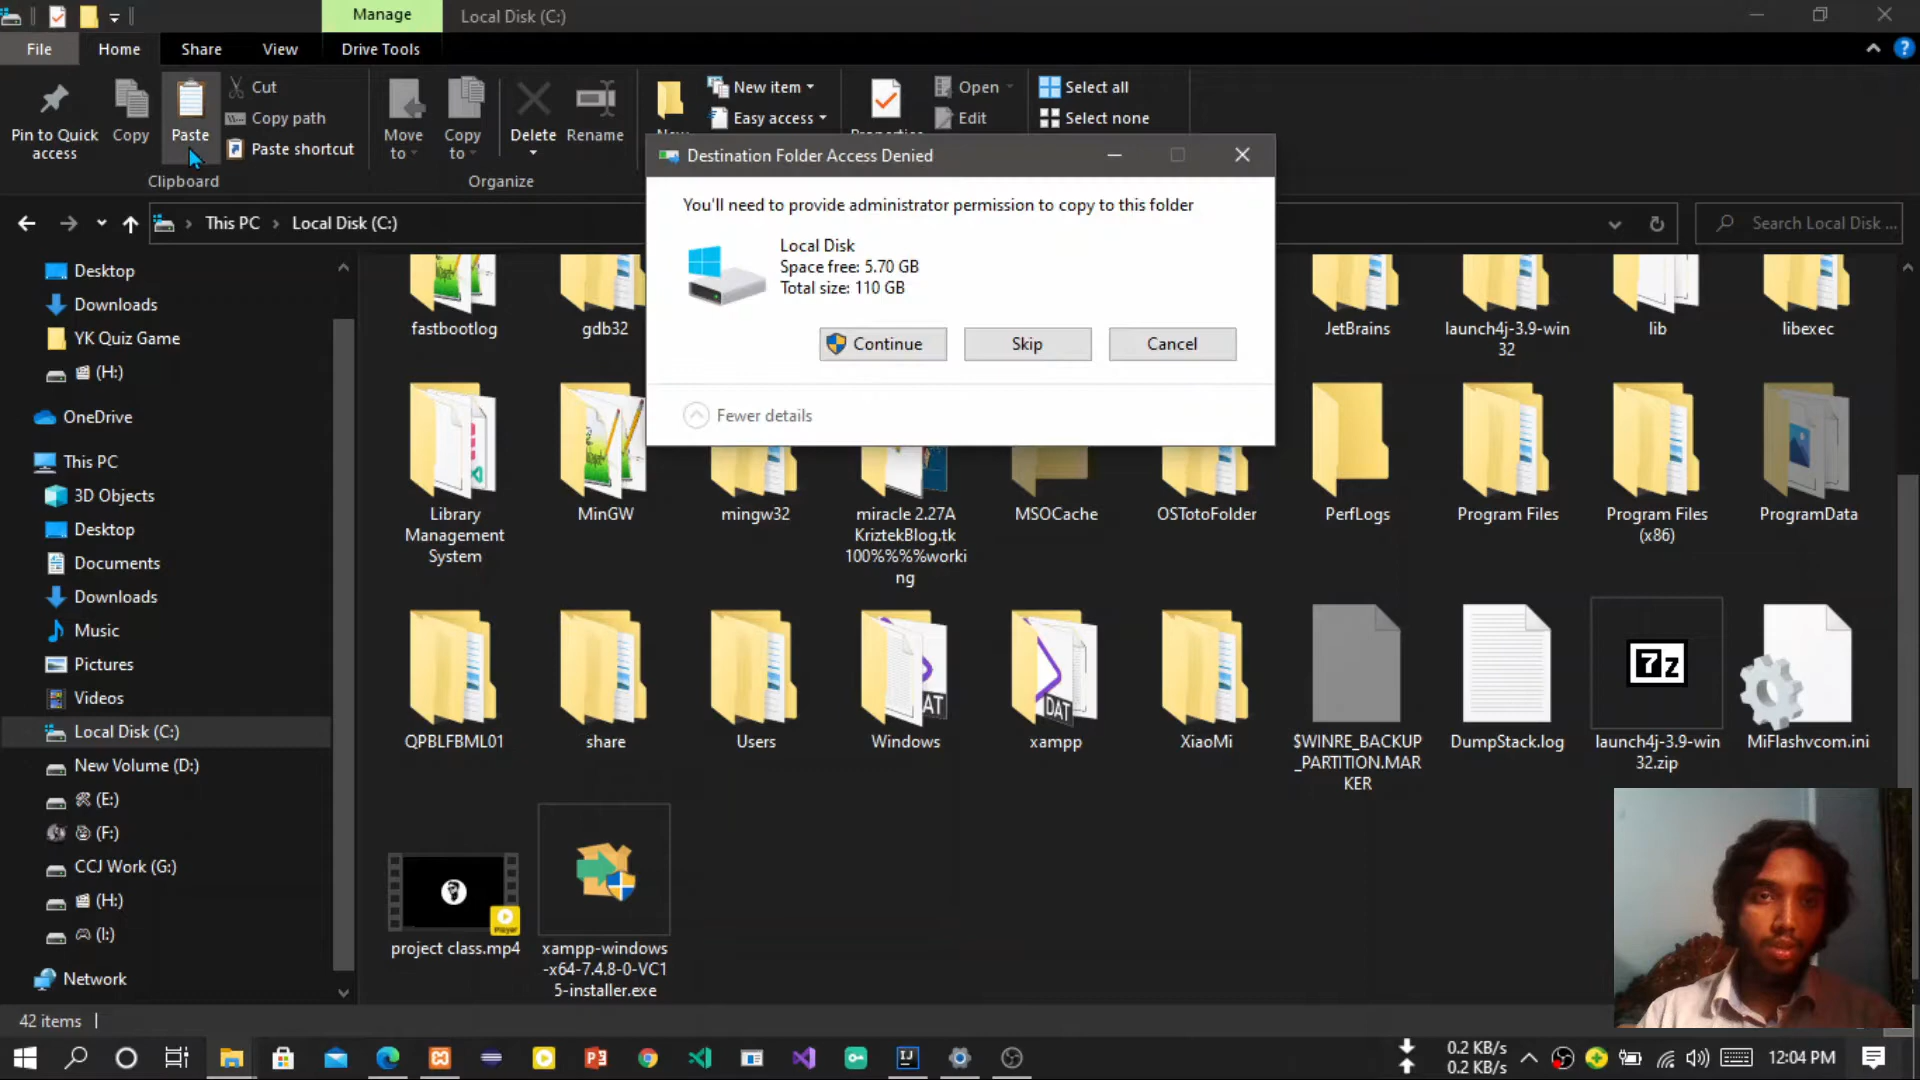 Manage
Local Disk (C:)
File
Home
Share
View
Drive Tools
Pin to Quick
access
Copy
Paste
Cut
Copy path
Paste shortcut
Clipboard
Move
to
Copy
to
Delete
Rename
Organize
New item
Easy access
Open
Edit
Select all
Select none
This PC
Local Disk (C:)
Search Local Disk ...
Destination Folder Access Denied
You'll need to provide administrator permission to copy to this folder
Local Disk
Space free: 5.70 GB
Total size: 110 GB
Continue
Skip
Cancel
Fewer details
Desktop
Downloads
YK Quiz Game
(H:)
OneDrive
This PC
3D Objects
Desktop
Documents
Downloads
Music
Pictures
Videos
Local Disk (C:)
New Volume (D:)
(E:)
(F:)
CCJ Work (G:)
(H:)
(I:)
Network
fastbootlog
gdb32
JetBrains
launch4j-3.9-win
32
lib
libexec
Library
Management
System
MinGW
mingw32
miracle 2.27A
KriztekBlog.tk
100%%%%worki
ng
MSOCache
OSTotoFolder
PerfLogs
Program Files
Program Files
(x86)
ProgramData
QPBLFBML01
share
Users
Windows
xampp
XiaoMi
$WINRE_BACKUP
_PARTITION.MAR
KER
DumpStack.log
7z
launch4j-3.9-win
32.zip
MiFlashvcom.ini
DAT
project class.mp4
xampp-windows
-x64-7.4.8-0-VC1
5-installer.exe
42 items
0.2 KB/s
0.2 KB/s
12:04 PM